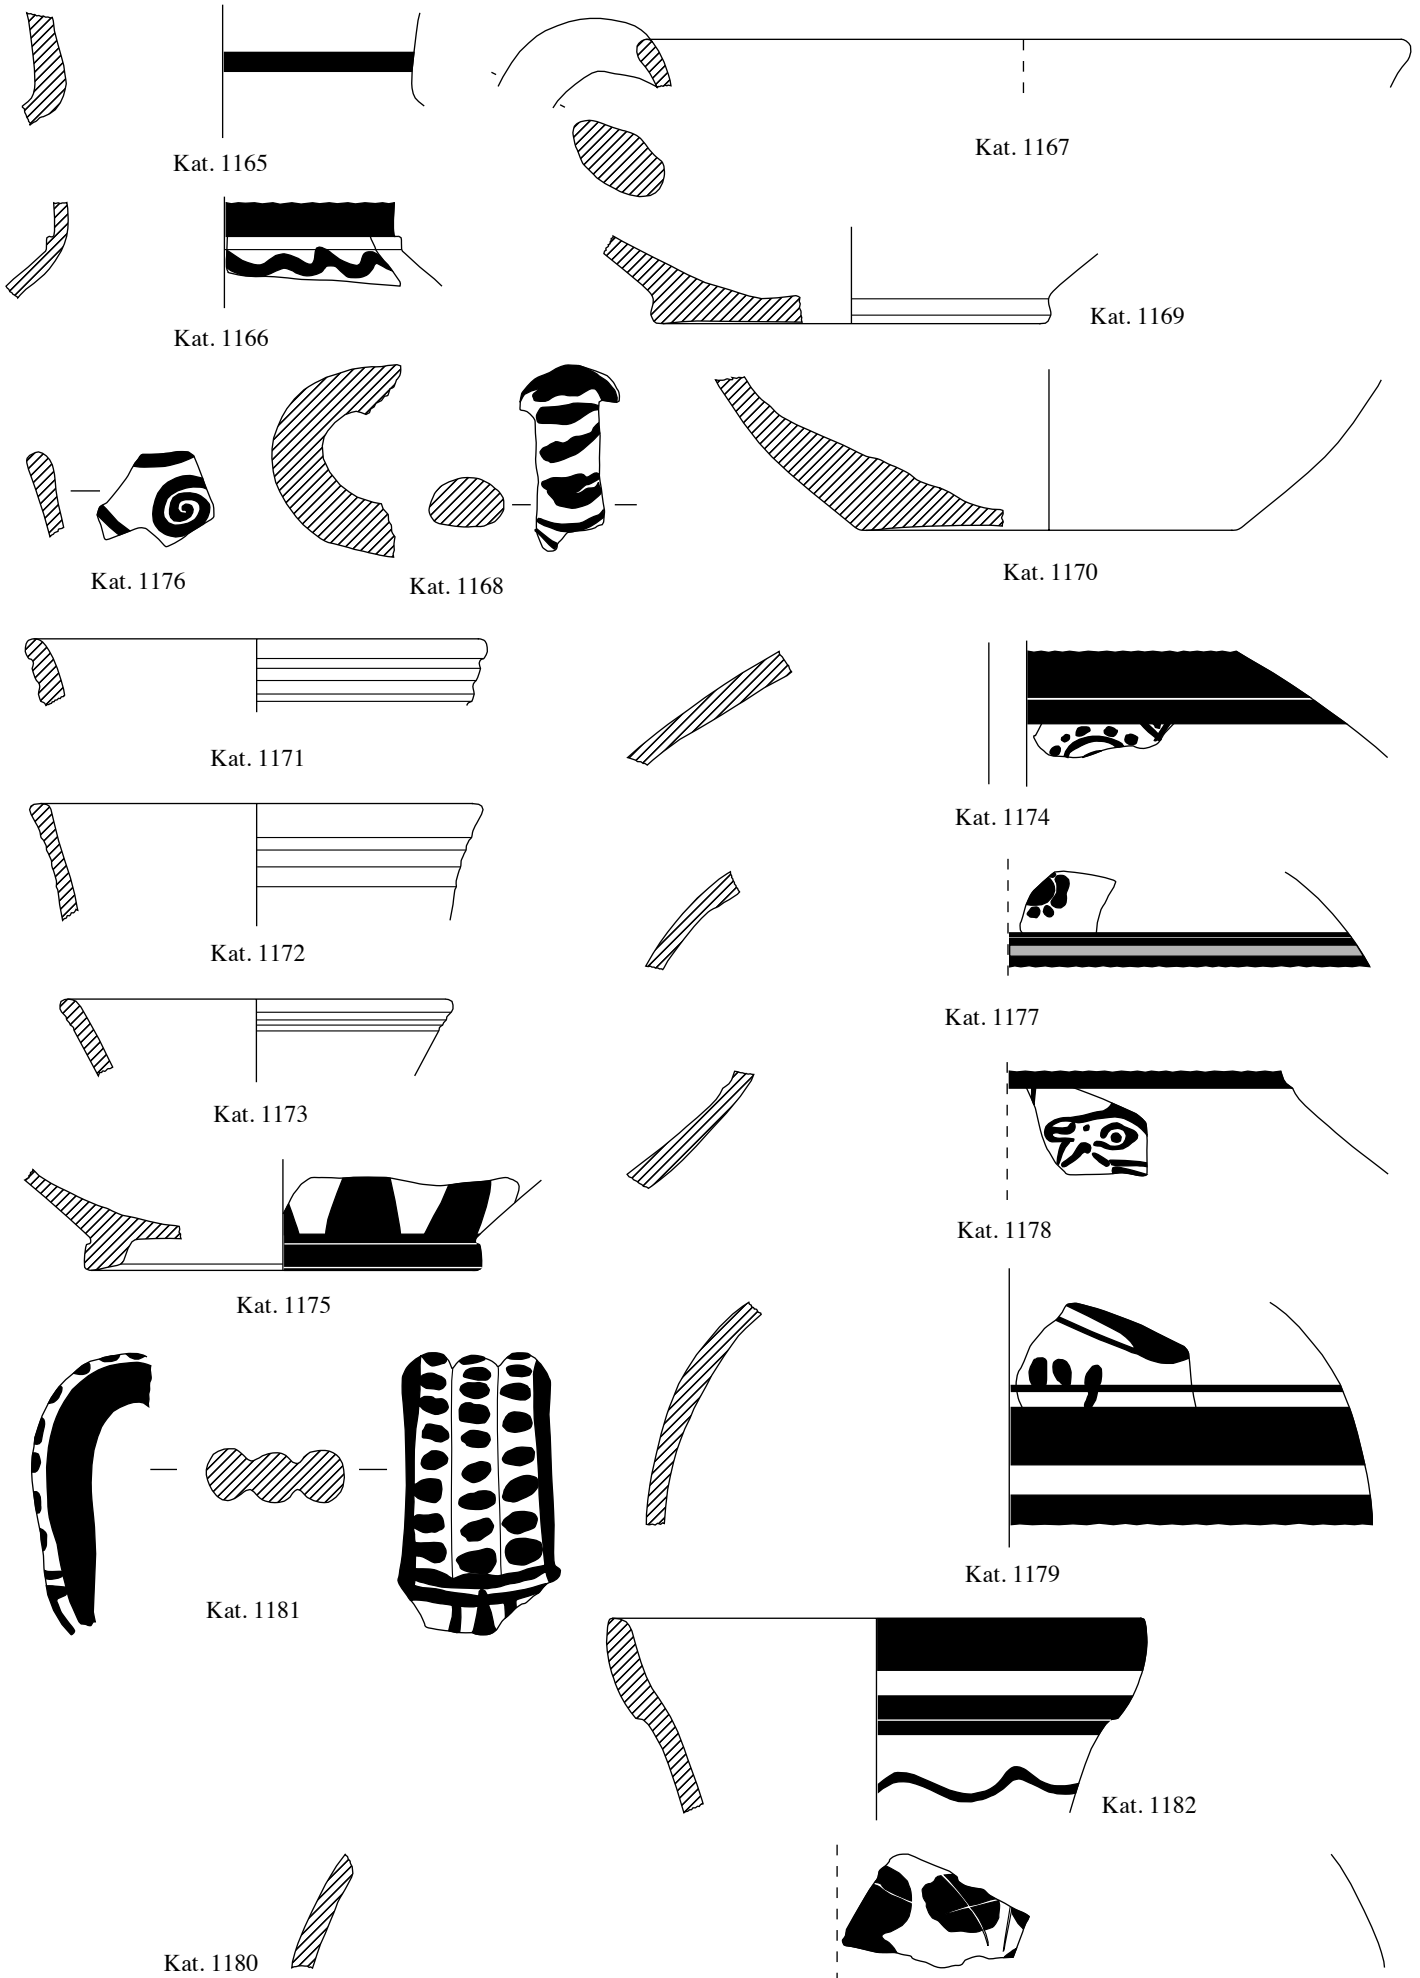 Kat. 1165
Kat. 1167
Kat. 1166
Kat. 1169
Kat. 1176
Kat. 1168
Kat. 1170
Kat. 1171
Kat. 1174
Kat. 1172
Kat. 1177
Kat. 1173
Kat. 1178
Kat. 1175
Kat. 1179
Kat. 1181
Kat. 1182
Kat. 1180